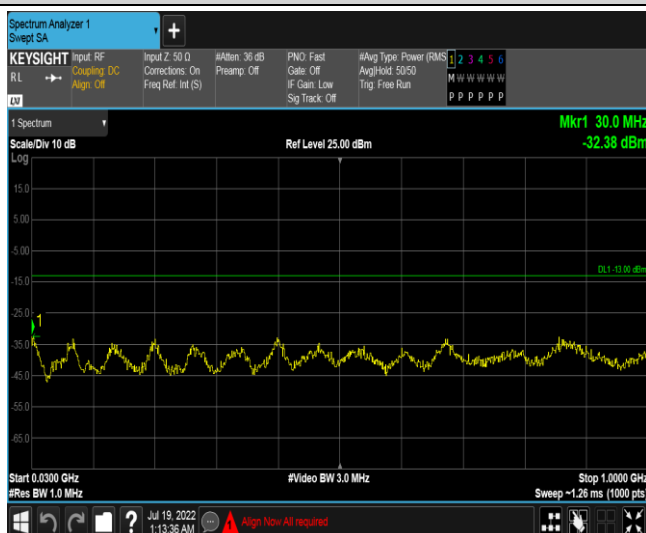 Spectrum Analyzer 1
Swept SA
+
KEYSIGHT
RL
LXI
Input: RF
Coupling: DC
Align: Off
Input Z: 50 Ω
Corrections: On
Freq Ref: Int (S)
#Atten: 36 dB
Preamp: Off
PNO: Fast
Gate: Off
IF Gain: Low
Sig Track: Off
#Avg Type: Power (RMS
Avg|Hold: 50/50
Trig: Free Run
1 2 3 4 5 6
M W W W W W
P P P P P P
1 Spectrum
Scale/Div 10 dB
Ref Level 25.00 dBm
Mkr1 30.0 MHz
-32.38 dBm
Log
15.0
5.00
-5.00
-15.0
-25.0
-35.0
-45.0
-55.0
-65.0
DL1 -13.00 dBm
1
Start 0.0300 GHz
#Video BW 3.0 MHz
Stop 1.0000 GHz
#Res BW 1.0 MHz
Sweep ~1.26 ms (1000 pts)
?
Jul 19, 2022
1:13:36 AM
Align Now All required